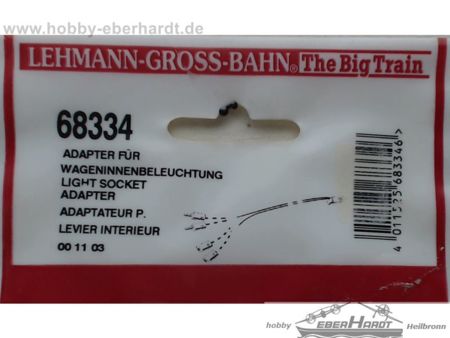 www.hobby-eberhardt.de
LEHMANN-GROSS-BAHN® The Big Train
68334
ADAPTER FÜR
WAGENINNENBELEUCHTUNG
LIGHT SOCKET
ADAPTER
ADAPTATEUR P.
LEVIER INTERIEUR
00 11 03
4 011525 683346
hobby EBERHARDT Heilbronn